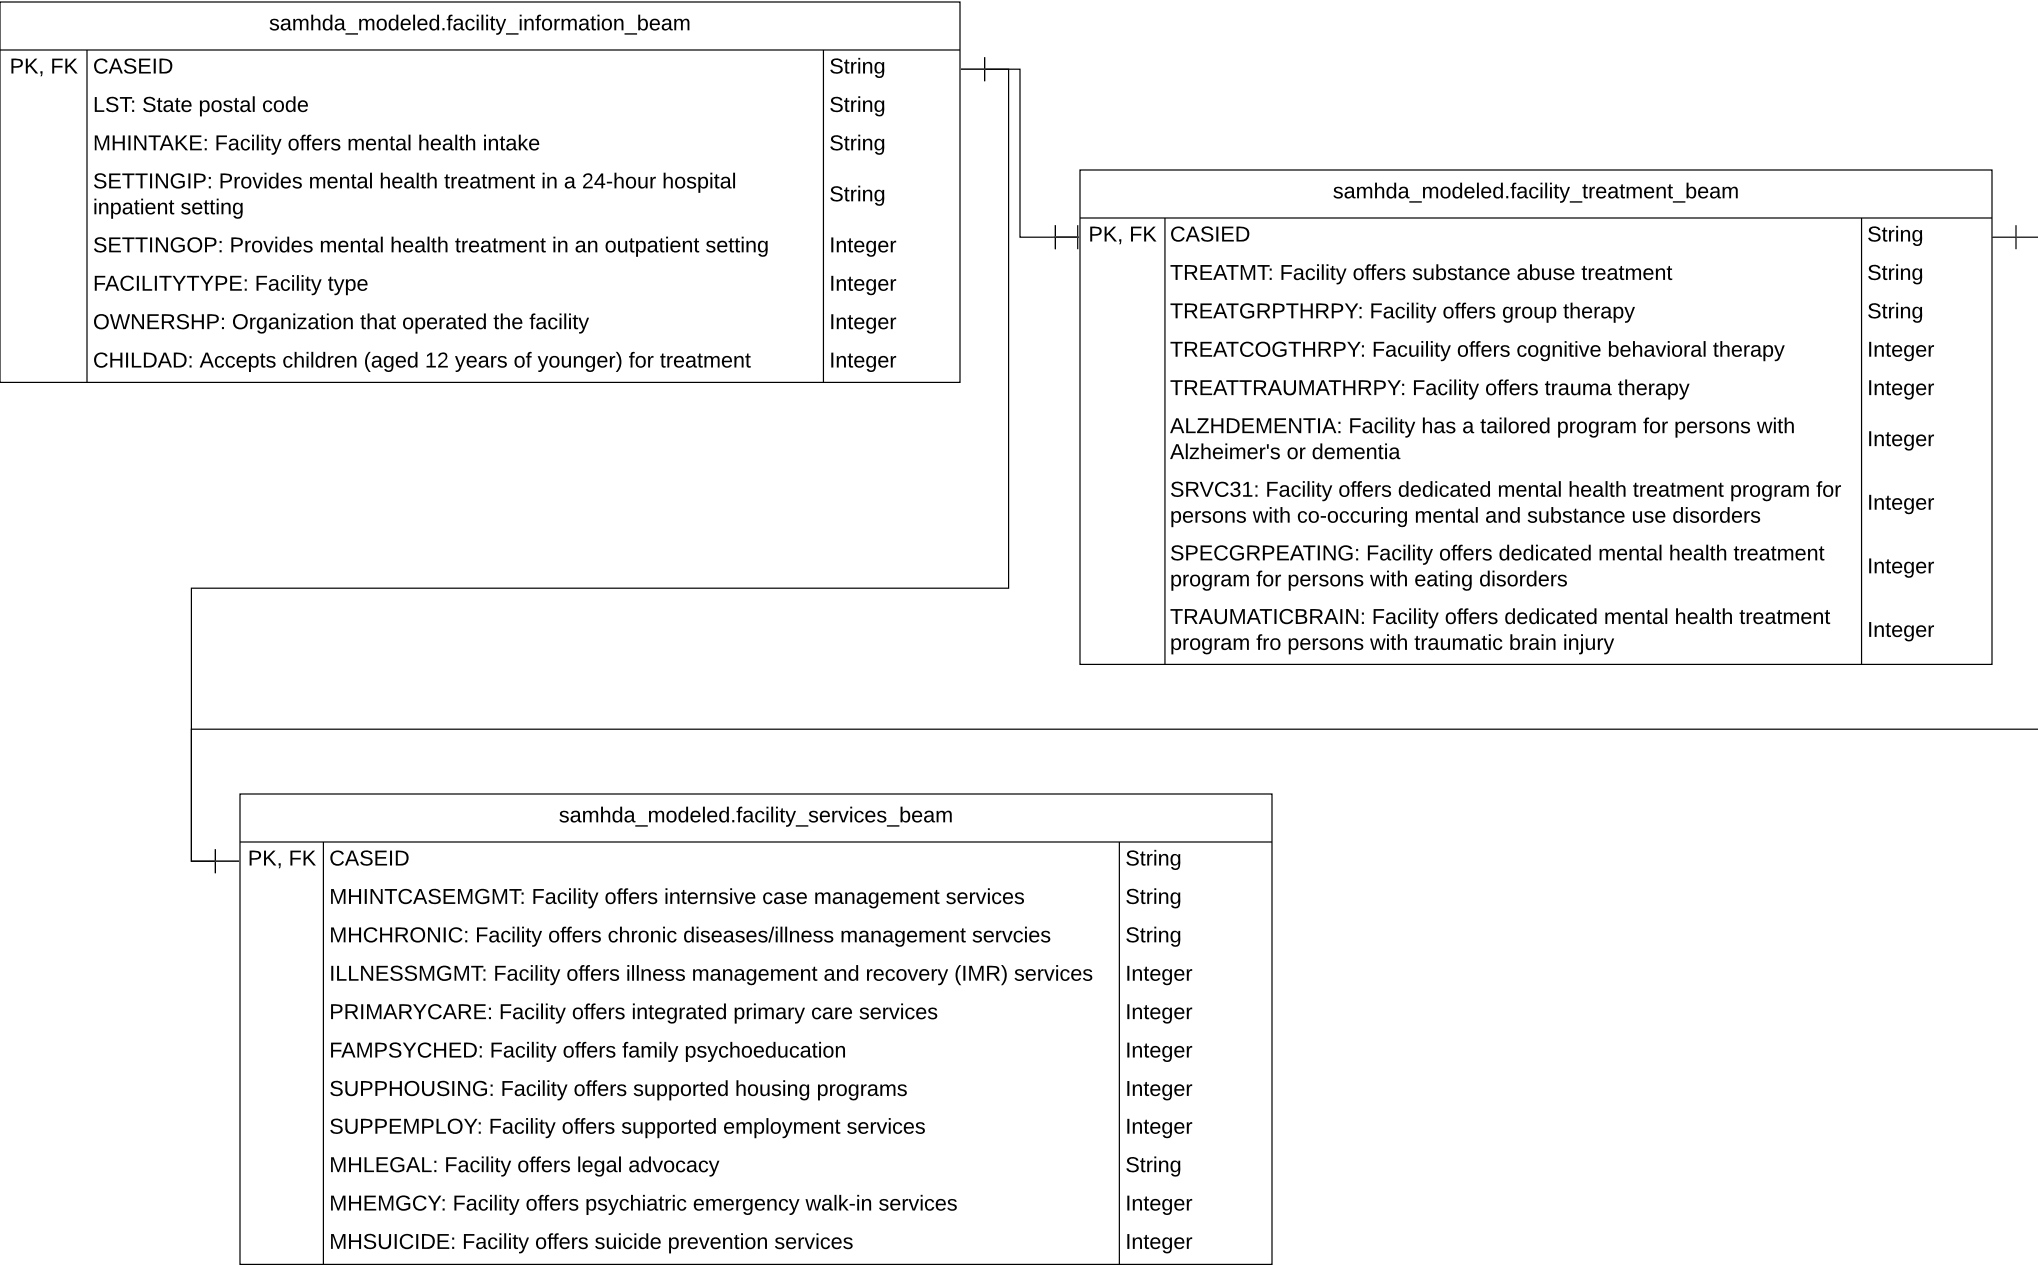 samhda_modeled.facility_information_beam
PK, FK CASEID String
LST: State postal code String
MHINTAKE: Facility offers mental health intake String
SETTINGIP: Provides mental health treatment in a 24-hour hospital
inpatient setting String
SETTINGOP: Provides mental health treatment in an outpatient setting Integer
FACILITYTYPE: Facility type Integer
OWNERSHP: Organization that operated the facility Integer
CHILDAD: Accepts children (aged 12 years of younger) for treatment Integer
samhda_modeled.facility_treatment_beam
PK, FK CASIED String
TREATMT: Facility offers substance abuse treatment String
TREATGRPTHRPY: Facility offers group therapy String
TREATCOGTHRPY: Facuility offers cognitive behavioral therapy Integer
TREATTRAUMATHRPY: Facility offers trauma therapy Integer
ALZHDEMENTIA: Facility has a tailored program for persons with
Alzheimer's or dementia Integer
SRVC31: Facility offers dedicated mental health treatment program for
persons with co-occuring mental and substance use disorders Integer
SPECGRPEATING: Facility offers dedicated mental health treatment
program for persons with eating disorders Integer
TRAUMATICBRAIN: Facility offers dedicated mental health treatment
program fro persons with traumatic brain injury Integer
samhda_modeled.facility_services_beam
PK, FK CASEID String
MHINTCASEMGMT: Facility offers internsive case management services String
MHCHRONIC: Facility offers chronic diseases/illness management servcies String
ILLNESSMGMT: Facility offers illness management and recovery (IMR) services Integer
PRIMARYCARE: Facility offers integrated primary care services Integer
FAMPSYCHED: Facility offers family psychoeducation Integer
SUPPHOUSING: Facility offers supported housing programs Integer
SUPPEMPLOY: Facility offers supported employment services Integer
MHLEGAL: Facility offers legal advocacy String
MHEMGCY: Facility offers psychiatric emergency walk-in services Integer
MHSUICIDE: Facility offers suicide prevention services Integer